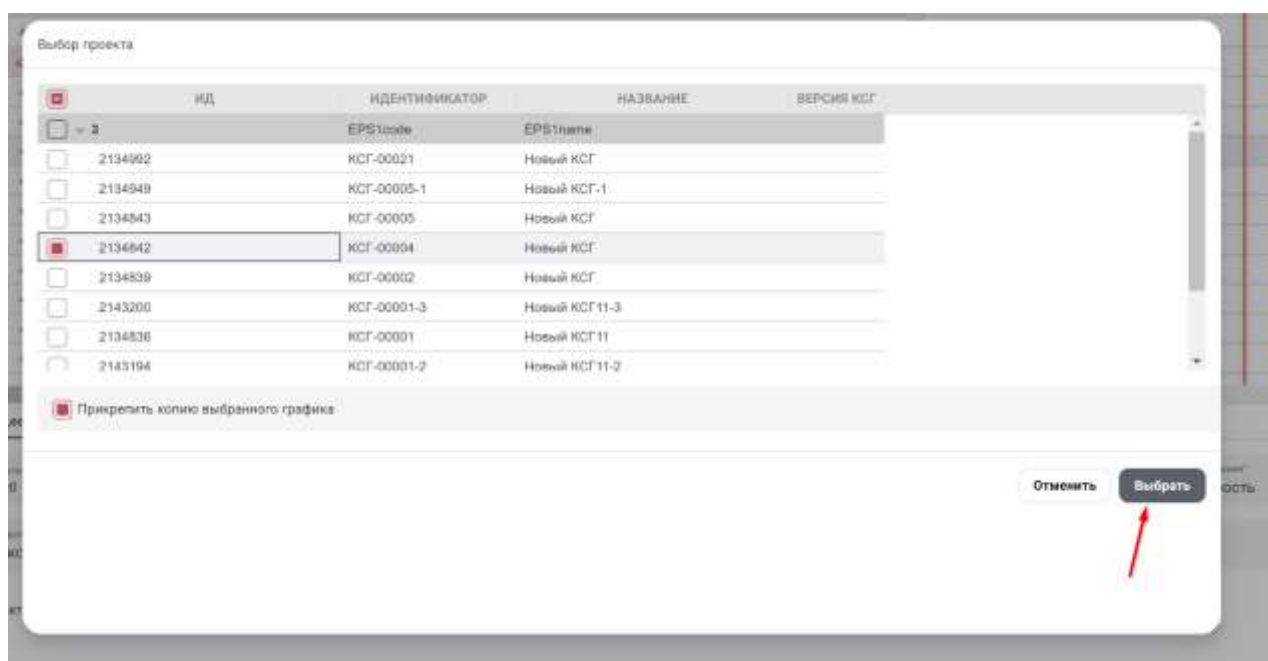 Выбор проекта
ИД ИДЕНТИФИКАТОР НАЗВАНИЕ ВЕРСИЯ КСГ
3 EPS1code EPS1name
2134992 КСГ-00021 Новый КСГ
2134949 КСГ-00005-1 Новый КСГ-1
2134843 КСГ-00005 Новый КСГ
2134842 КСГ-00004 Новый КСГ
2134839 КСГ-00002 Новый КСГ
2143200 КСГ-00001-3 Новый КСГ11-3
2134836 КСГ-00001 Новый КСГ11
2143194 КСГ-00001-2 Новый КСГ11-2
Прикрепить копию выбранного графика
Отменить Выбрать